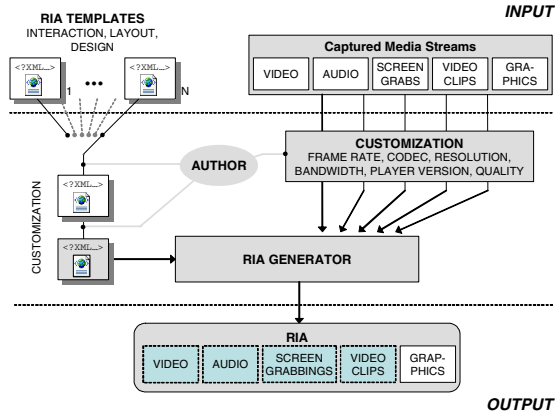 INPUT
RIA TEMPLATES
INTERACTION, LAYOUT,
DESIGN
<?XML…>
1
•••
<?XML…>
N
Captured Media Streams
VIDEO
AUDIO
SCREEN
GRABS
VIDEO
CLIPS
GRA-
PHICS
CUSTOMIZATION
FRAME RATE, CODEC, RESOLUTION,
BANDWIDTH, PLAYER VERSION, QUALITY
AUTHOR
CUSTOMIZATION
<?XML…>
<?XML…>
RIA GENERATOR
RIA
VIDEO
AUDIO
SCREEN
GRABBINGS
VIDEO
CLIPS
GRAP-
PHICS
OUTPUT